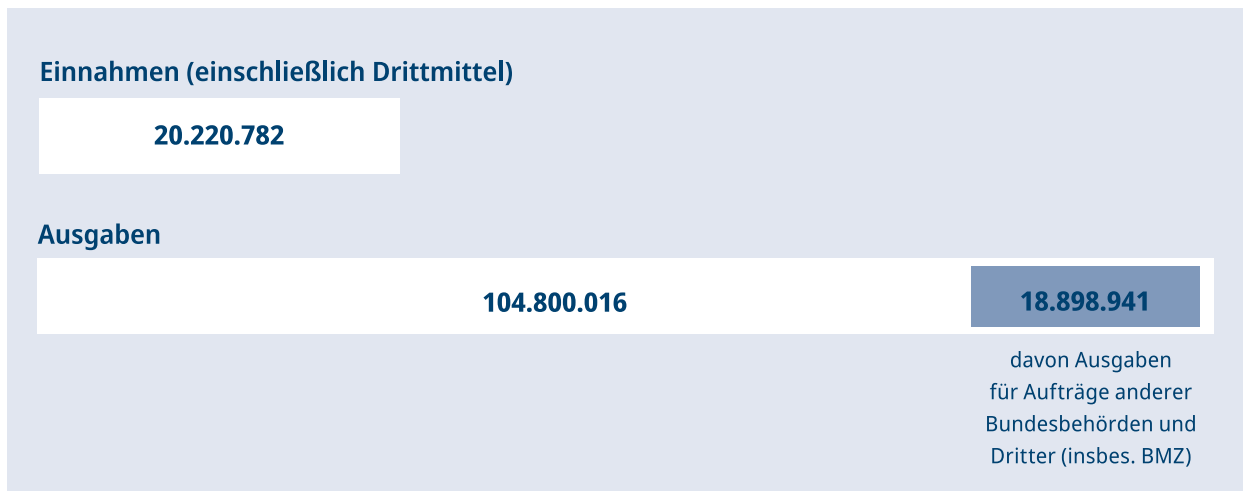 Einnahmen (einschließlich Drittmittel)
20.220.782
Ausgaben
104.800.016
18.898.941
davon Ausgaben
für Aufträge anderer
Bundesbehörden und
Dritter (insbes. BMZ)